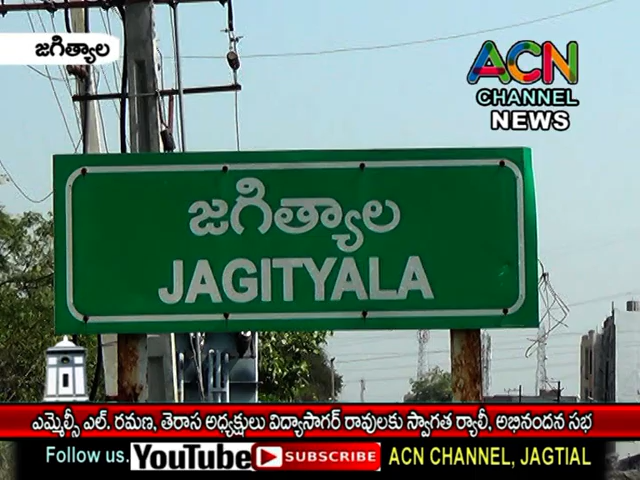 జగిత్యాల
ACN
CHANNEL
NEWS
జగిత్యాల
JAGITYALA
ఎమ్మెల్సీ ఎల్. రమణ, తెరాస అధ్యక్షులు విద్యాసాగర్ రావులకు స్వాగత ర్యాలీ, అభినందన సభ
Follow us. YouTube SUBSCRIBE ACN CHANNEL, JAGTIAL